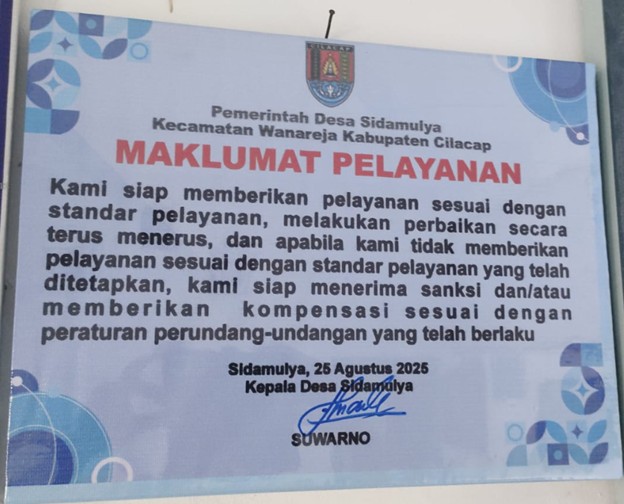 CILACAP
Pemerintah Desa Sidamulya
Kecamatan Wanareja Kabupaten Cilacap
MAKLUMAT PELAYANAN
Kami siap memberikan pelayanan sesuai dengan
standar pelayanan, melakukan perbaikan secara
terus menerus, dan apabila kami tidak memberikan
pelayanan sesuai dengan standar pelayanan yang telah
ditetapkan, kami siap menerima sanksi dan/atau
memberikan kompensasi sesuai dengan
peraturan perundang-undangan yang telah berlaku
Sidamulya, 25 Agustus 2025
Kepala Desa Sidamulya
SUWARNO